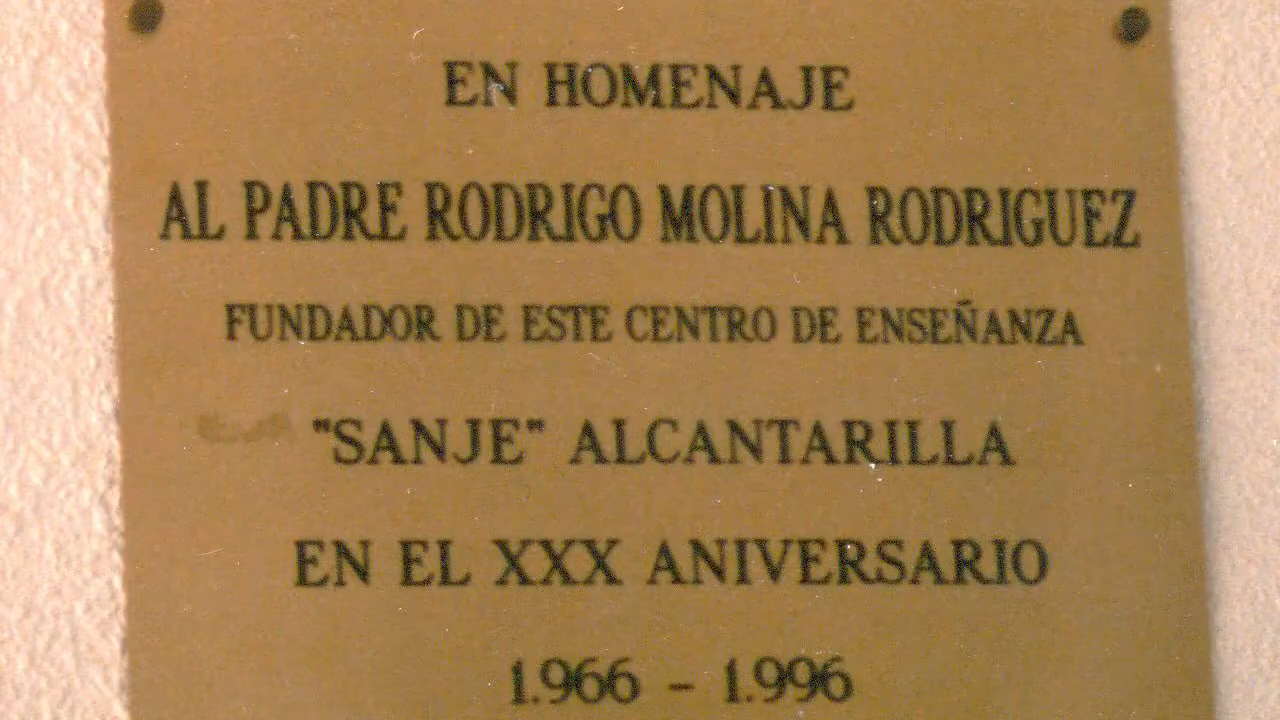 EN HOMENAJE
AL PADRE RODRIGO MOLINA RODRIGUEZ
FUNDADOR DE ESTE CENTRO DE ENSEÑANZA
"SANJE" ALCANTARILLA
EN EL XXX ANIVERSARIO
1.966 - 1.996